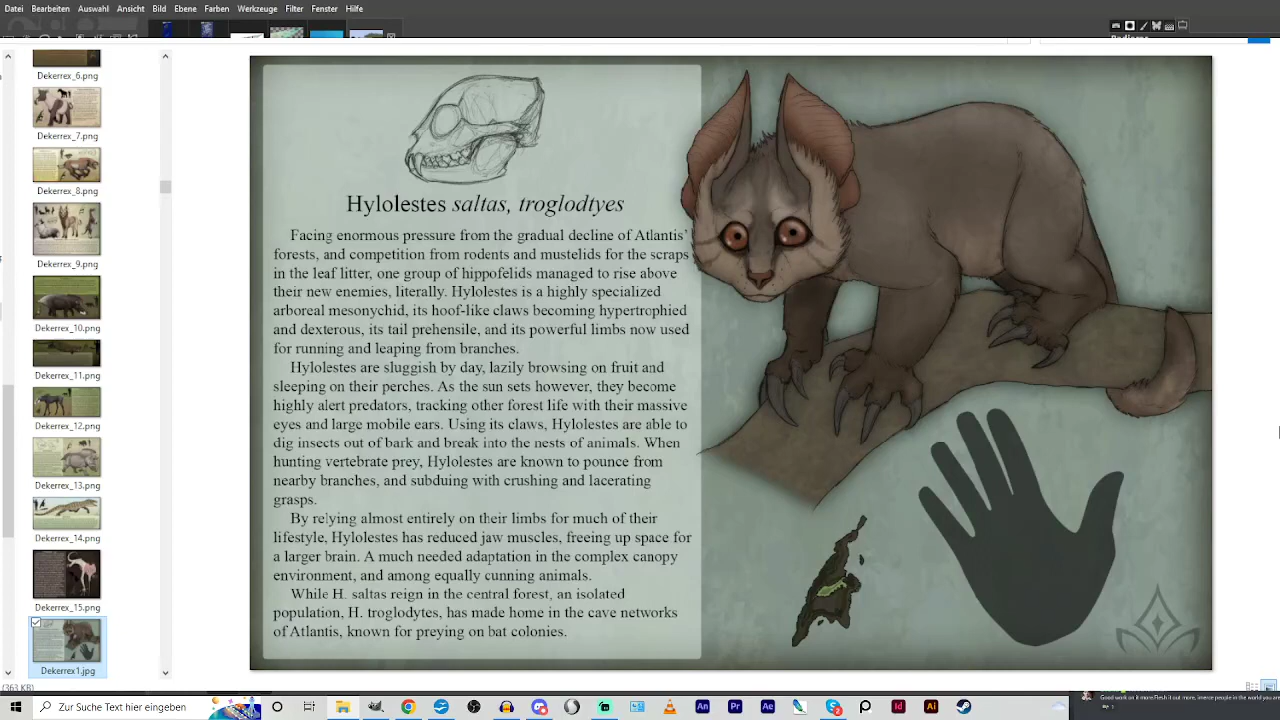 Datei Bearbeiten Auswahl Ansicht Bild Ebene Farben Werkzeuge Filter Fenster Hilfe
Dekerrex_6.png
Dekerrex_7.png
Dekerrex_8.png
Dekerrex_9.png
Dekerrex_10.png
Dekerrex_11.png
Dekerrex_12.png
Dekerrex_13.png
Dekerrex_14.png
Dekerrex_15.png
Dekerrex1.jpg
(363 KB)
Hylolestes saltas, troglodtyes
Facing enormous pressure from the gradual decline of Atlantis'
forests, and competition from rodents and mustelids for the scraps
in the leaf litter, one group of hippofelids managed to rise above
their new enemies, literally. Hylolestes is a highly specialized
arboreal mesonychid, its hoof-like claws becoming hypertrophied
and dexterous, its tail prehensile, and its powerful limbs now used
for running and leaping from branches.
Hylolestes are sluggish by day, lazily browsing on fruit and
sleeping on their perches. As the sun sets however, they become
highly alert predators, tracking other forest life with their massive
eyes and large mobile ears. Using its claws, Hylolestes are able to
dig insects out of bark and break into the nests of animals. When
hunting vertebrate prey, Hylolestes are known to pounce from
nearby branches, and subduing with crushing and lacerating
grasps.
By relying almost entirely on their limbs for much of their
lifestyle, Hylolestes has reduced jaw muscles, freeing up space for
a larger brain. A much needed adaptation in the complex canopy
environment, and among equally cunning animals.
While H. saltas reign in the central forest, an isolated
population, H. troglodytes, has made home in the cave networks
of Atlantis, known for preying on bat colonies.
Zur Suche Text hier eingeben
An Pr Ae Id Ai